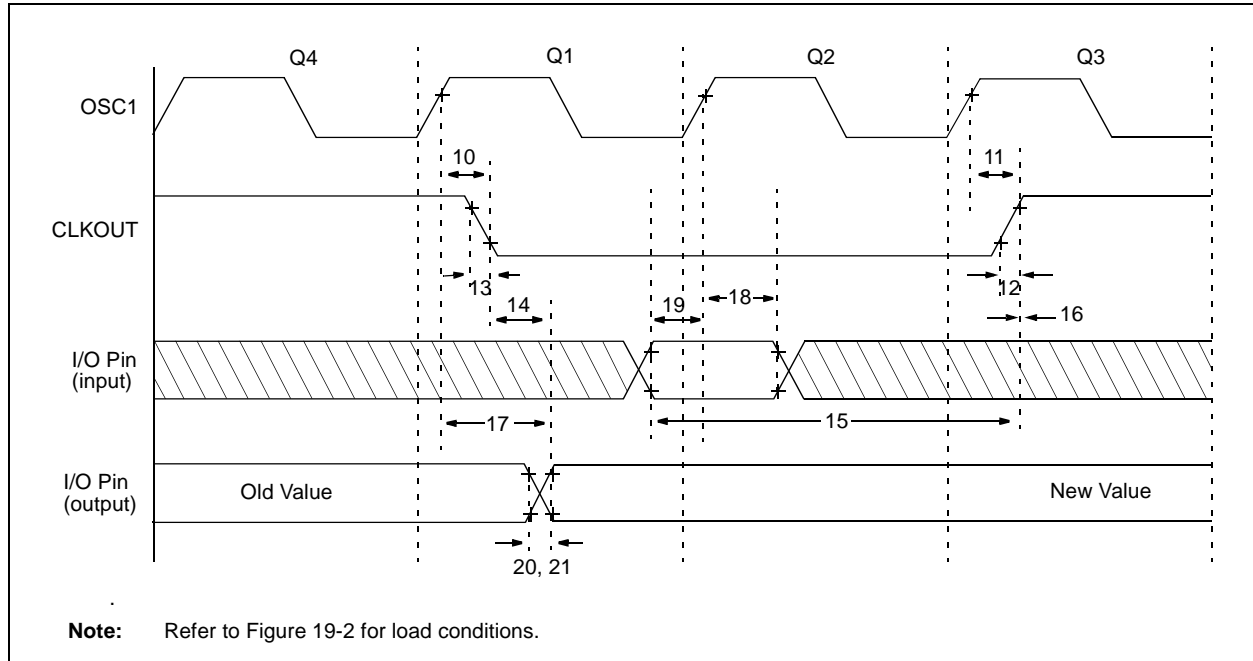 Q4 Q1 Q2 Q3
OSC1
10 11
CLKOUT
13 14 19 18 12 16
I/O Pin
(input)
17 15
I/O Pin
(output)
Old Value New Value
20, 21
.
Note: Refer to Figure 19-2 for load conditions.